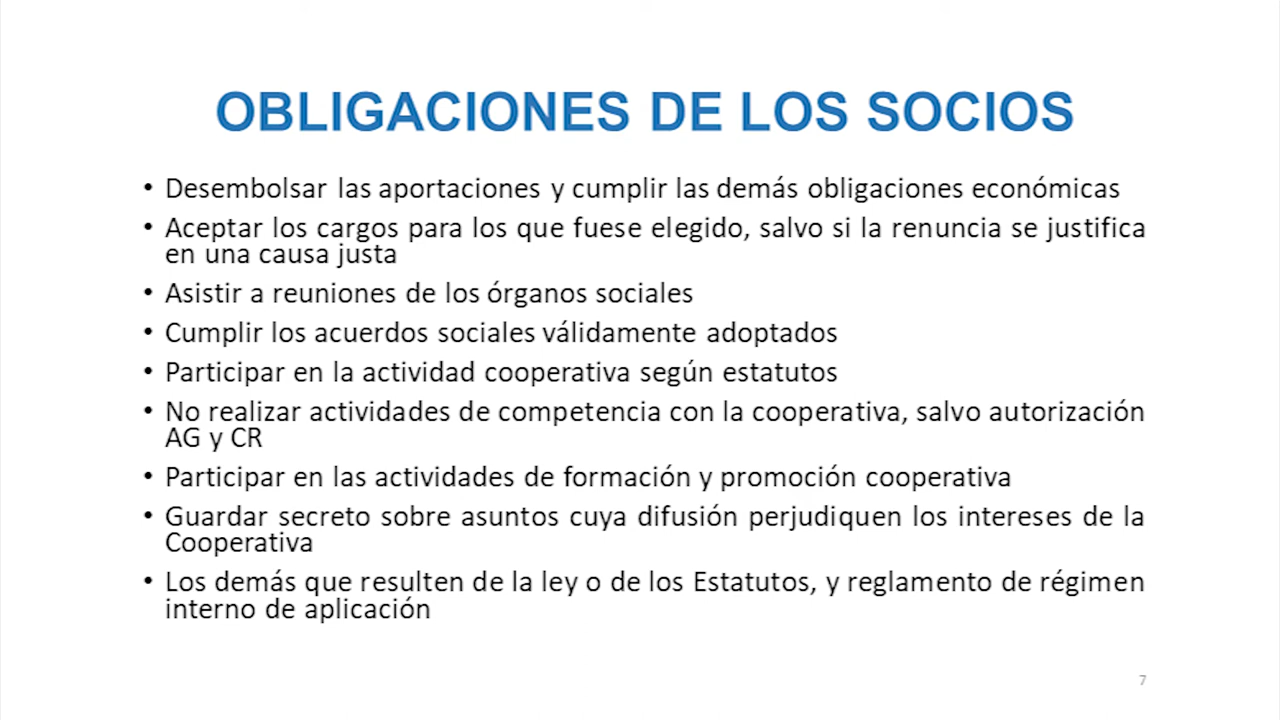 OBLIGACIONES DE LOS SOCIOS
• Desembolsar las aportaciones y cumplir las demás obligaciones económicas
• Aceptar los cargos para los que fuese elegido, salvo si la renuncia se justifica
en una causa justa
• Asistir a reuniones de los órganos sociales
• Cumplir los acuerdos sociales válidamente adoptados
• Participar en la actividad cooperativa según estatutos
• No realizar actividades de competencia con la cooperativa, salvo autorización
AG y CR
• Participar en las actividades de formación y promoción cooperativa
• Guardar secreto sobre asuntos cuya difusión perjudiquen los intereses de la
Cooperativa
• Los demás que resulten de la ley o de los Estatutos, y reglamento de régimen
interno de aplicación
7